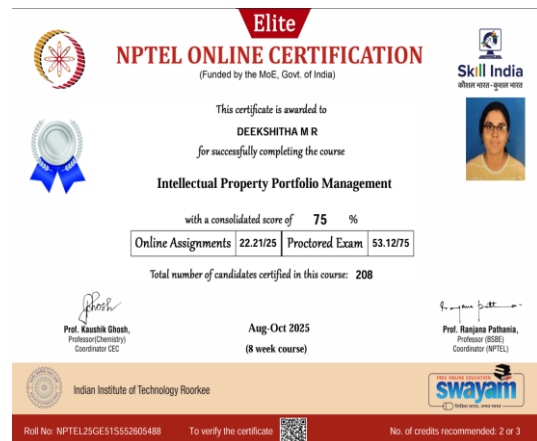 Elite
NPTEL ONLINE CERTIFICATION
(Funded by the MoE, Govt. of India)
Skill India
कौशल भारत - कुशल भारत
This certificate is awarded to
DEEKSHITHA M R
for successfully completing the course
Intellectual Property Portfolio Management
with a consolidated score of 75 %
Online Assignments 22.21/25 Proctored Exam 53.12/75
Total number of candidates certified in this course: 208
Prof. Kaushik Ghosh,
Professor(Chemistry)
Coordinator CEC
Aug-Oct 2025
(8 week course)
Prof. Ranjana Pathania,
Professor (BSBE)
Coordinator (NPTEL)
Indian Institute of Technology Roorkee
FREE ONLINE EDUCATION
swayam
Roll No: NPTEL25GE51S552605488 To verify the certificate No. of credits recommended: 2 or 3